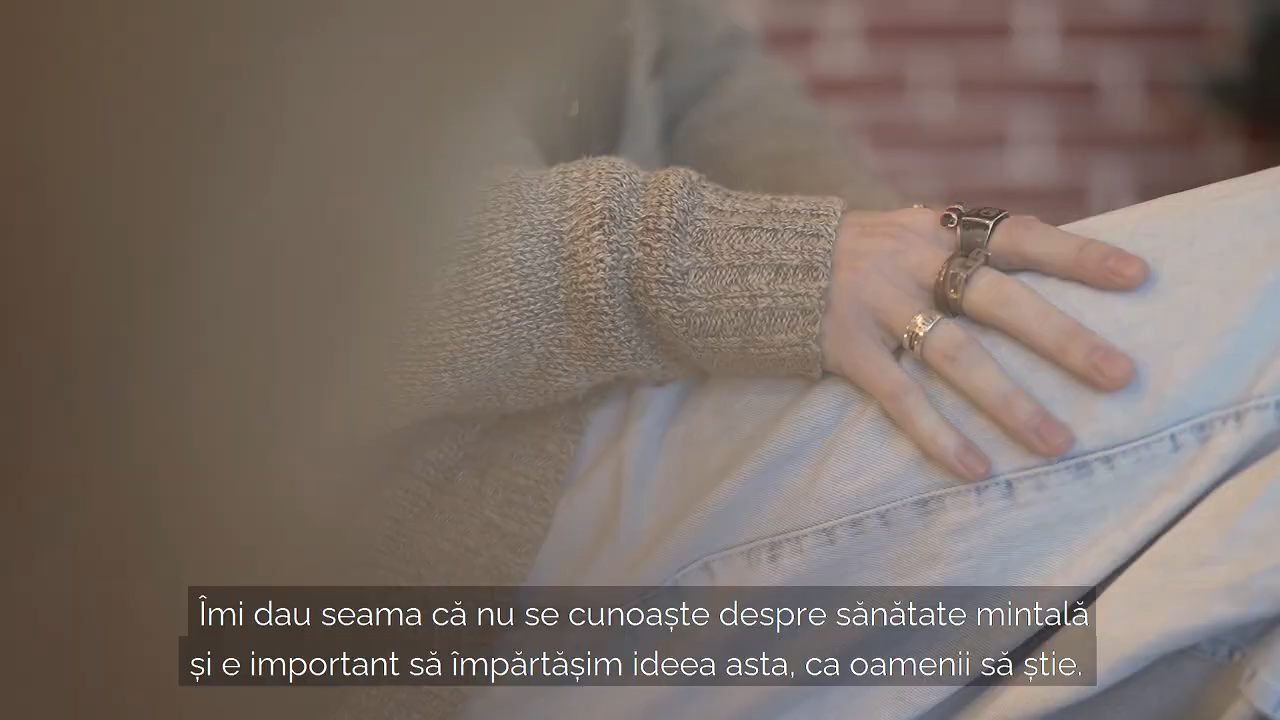 Îmi dau seama că nu se cunoaște despre sănătate mintală
și e important să împărtășim ideea asta, ca oamenii să știe.